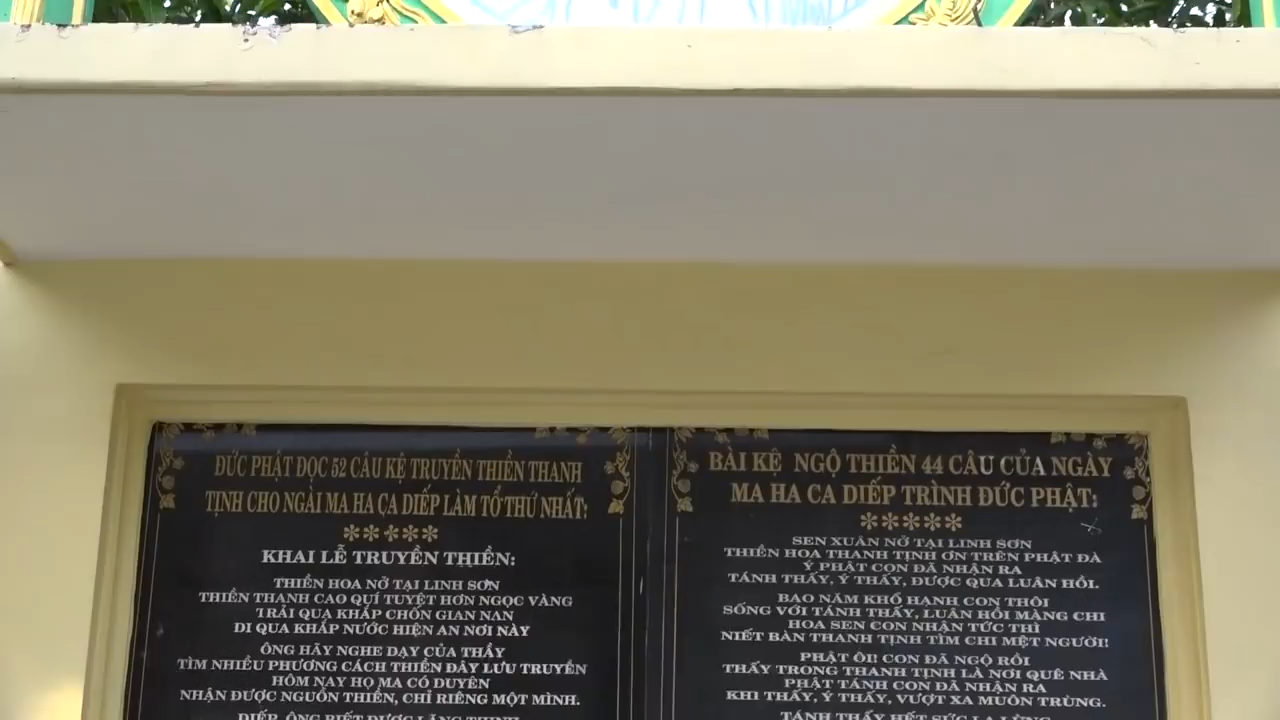 ĐỨC PHẬT ĐỌC 52 CÂU KỆ TRUYỀN THIỀN THANH
TỊNH CHO NGÀI MA HA CA DIẾP LÀM TỔ THỨ NHẤT:
*****
KHAI LỄ TRUYỀN THIỀN:
THIỀN HOA NỞ TẠI LINH SƠN
THIỀN THANH CAO QUÍ TUYỆT HƠN NGỌC VÀNG
TRẢI QUA KHẮP CHỐN GIAN NAN
ĐI QUA KHẮP NƯỚC HIỆN AN NƠI NÀY
ÔNG HÃY NGHE DẠY CỦA THẦY
TÌM NHIỀU PHƯƠNG CÁCH THIỀN ĐÂY LƯU TRUYỀN
HÔM NAY HỌ MA CÓ DUYÊN
NHẬN ĐƯỢC NGUỒN THIỀN, CHỈ RIÊNG MỘT MÌNH.
DIẾP, ÔNG BIẾT ĐƯỢC LẶNG THINH
BÀI KỆ NGỘ THIỀN 44 CÂU CỦA NGÀY
MA HA CA DIẾP TRÌNH ĐỨC PHẬT:
*****
SEN XUÂN NỞ TẠI LINH SƠN
THIỀN HOA THANH TỊNH ƠN TRÊN PHẬT ĐÀ
Ý PHẬT CON ĐÃ NHẬN RA
TÁNH THẤY, Ý THẤY, ĐƯỢC QUA LUÂN HỒI.
BAO NĂM KHỔ HẠNH CON THÔI
SỐNG VỚI TÁNH THẤY, LUÂN HỒI MÀNG CHI
HOA SEN CON NHẬN TỨC THÌ
NIẾT BÀN THANH TỊNH TÌM CHI MỆT NGƯỜI!
PHẬT ÔI! CON ĐÃ NGỘ RỒI
THẤY TRONG THANH TỊNH LÀ NƠI QUÊ NHÀ
PHẬT TÁNH CON ĐÃ NHẬN RA
KHI THẤY, Ý THẤY, VƯỢT XA MUÔN TRÙNG.
TÁNH THẤY HẾT SỨC LẠ LÙNG